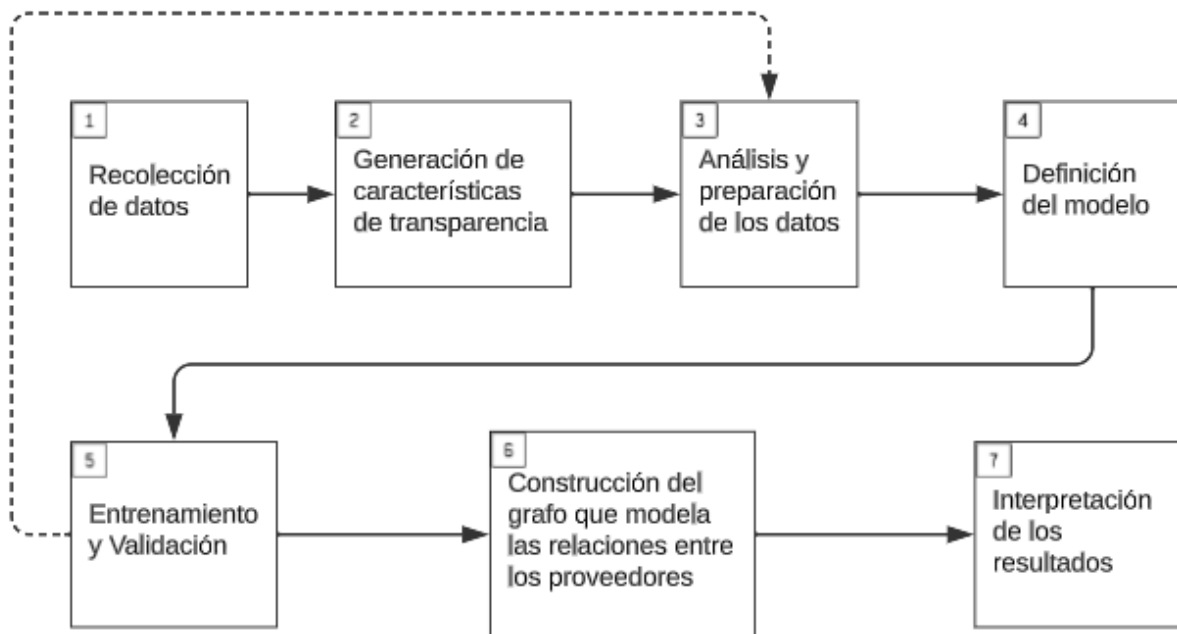 1
Recolección
de datos
2
Generación de
características
de transparencia
3
Análisis y
preparación
de los datos
4
Definición
del modelo
5
Entrenamiento
y Validación
6
Construcción del
grafo que modela
las relaciones entre
los proveedores
7
Interpretación
de los
resultados